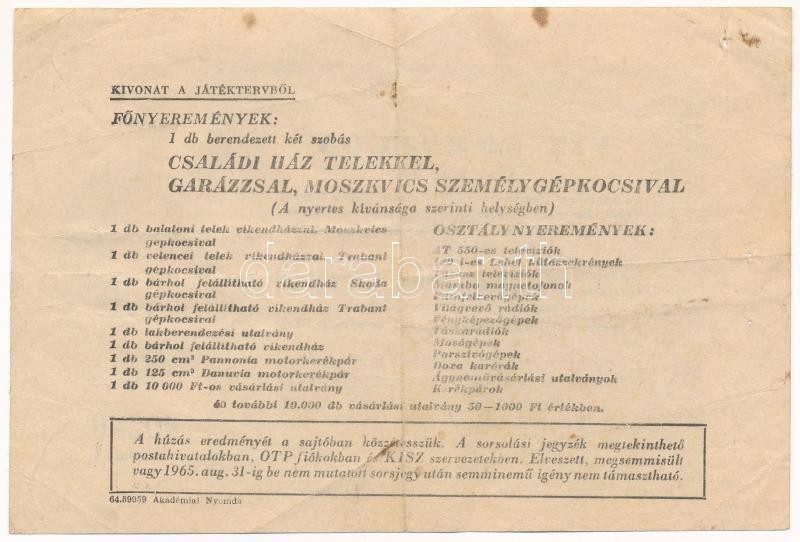 KIVONAT A JÁTÉKTERVBŐL
FŐNYEREMÉNYEK:
1 db berendezett két szobás
CSALÁDI HÁZ TELEKKEL,
GARÁZZSAL, MOSZKVICS SZEMÉLYGÉPKOCSIVAL
(A nyertes kívánsága szerinti helységben)
1 db balatoni telek víkendházzal, Moszkvics
gépkocsival
1 db velencei telek víkendházzal Trabant
gépkocsival
1 db bárhol felállítható víkendház Skoda
gépkocsival
1 db bárhol felállítható víkendház Trabant
gépkocsival
1 db lakberendezési utalvány
1 db bárhol felállítható víkendház
1 db 250 cm³ Pannonia motorkerékpár
1 db 125 cm³ Danuvia motorkerékpár
1 db 10 000 Ft-os vásárlási utalvány
OSZTÁLYNYEREMÉNYEK:
AT 550-es televíziók
l-es Lehel hűtőszekrények
televíziók
Mambo magnetofonok
Világvevő rádiók
Fényképezőgépek
Táskarádiók
Mosógépek
Porszívógépek
Doxa karórák
Ágyneművásárlási utalványok
Kerékpárok
és további 10.000 db vásárlási utalvány 50–1000 Ft értékben.
A húzás eredményét a sajtóban közzétesszük. A sorsolási jegyzék megtekinthető
postahivatalokban, OTP fiókokban és KISZ szervezetekben. Elveszett, megsemmisült
vagy 1965. aug. 31-ig be nem mutatott sorsjegy után semminemű igény nem támasztható.
64.59959 Akadémiai Nyomda
darabanth